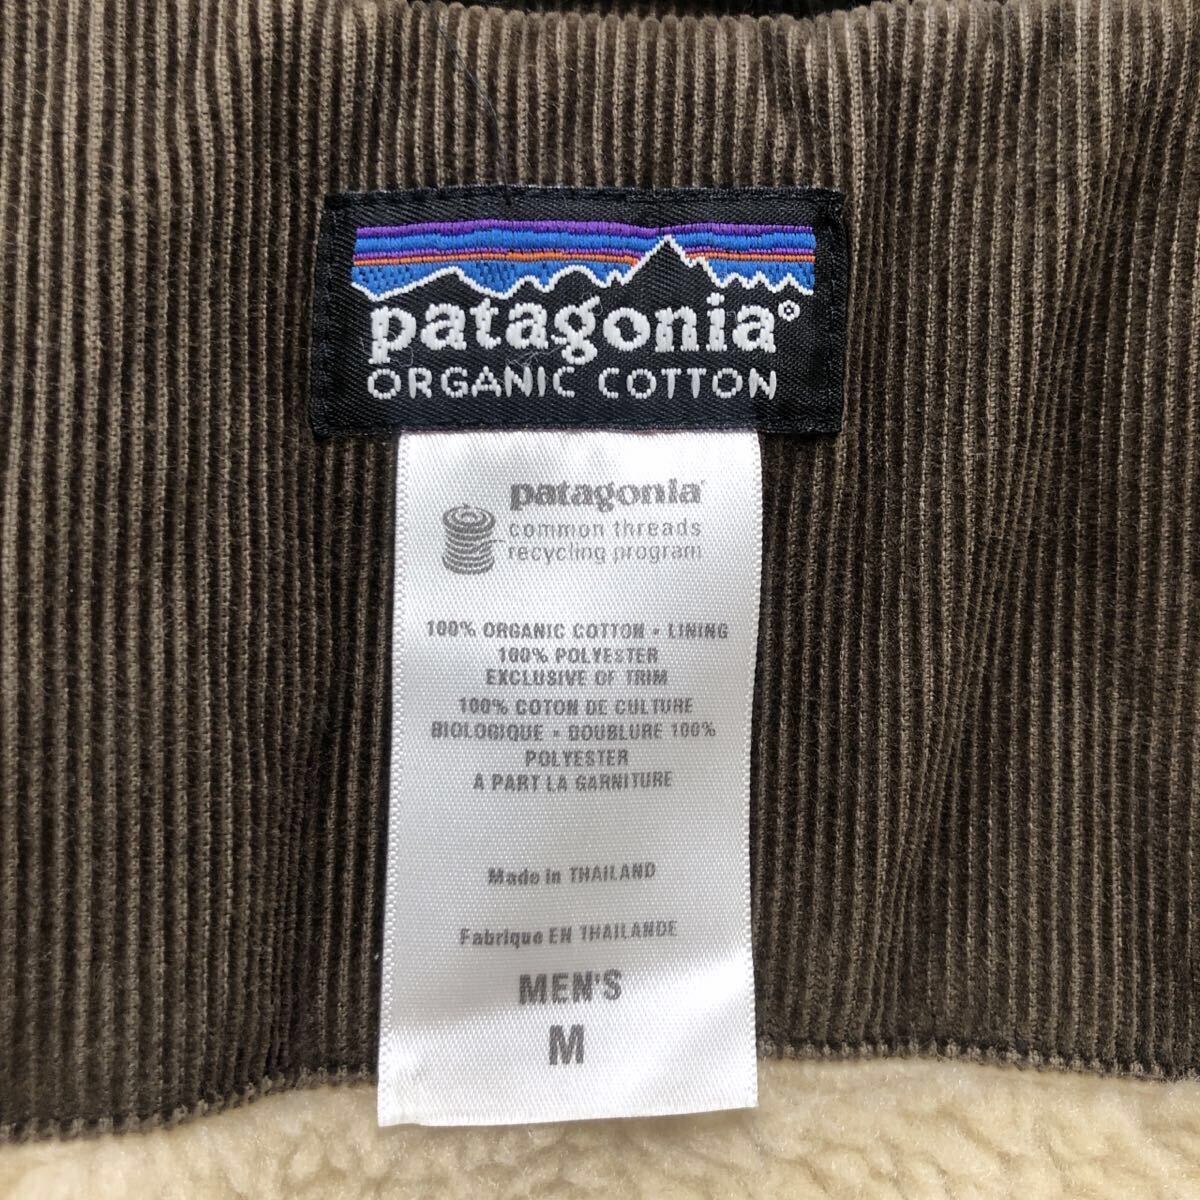 patagonia®
ORGANIC COTTON
patagonia®
common threads
recycling program
100% ORGANIC COTTON • LINING
100% POLYESTER
EXCLUSIVE OF TRIM
100% COTON DE CULTURE
BIOLOGIQUE • DOUBLURE 100%
POLYESTER
A PART LA GARNITURE
Made in THAILAND
Fabrique EN THAILANDE
MEN'S
M